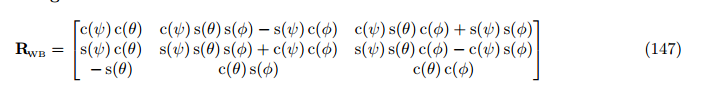 R_WB = [c(ψ) c(θ) c(ψ) s(θ) s(ϕ) − s(ψ) c(ϕ) c(ψ) s(θ) c(ϕ) + s(ψ) s(ϕ)
s(ψ) c(θ) s(ψ) s(θ) s(ϕ) + c(ψ) c(ϕ) s(ψ) s(θ) c(ϕ) − c(ψ) s(ϕ)
− s(θ) c(θ) s(ϕ) c(θ) c(ϕ)] (147)